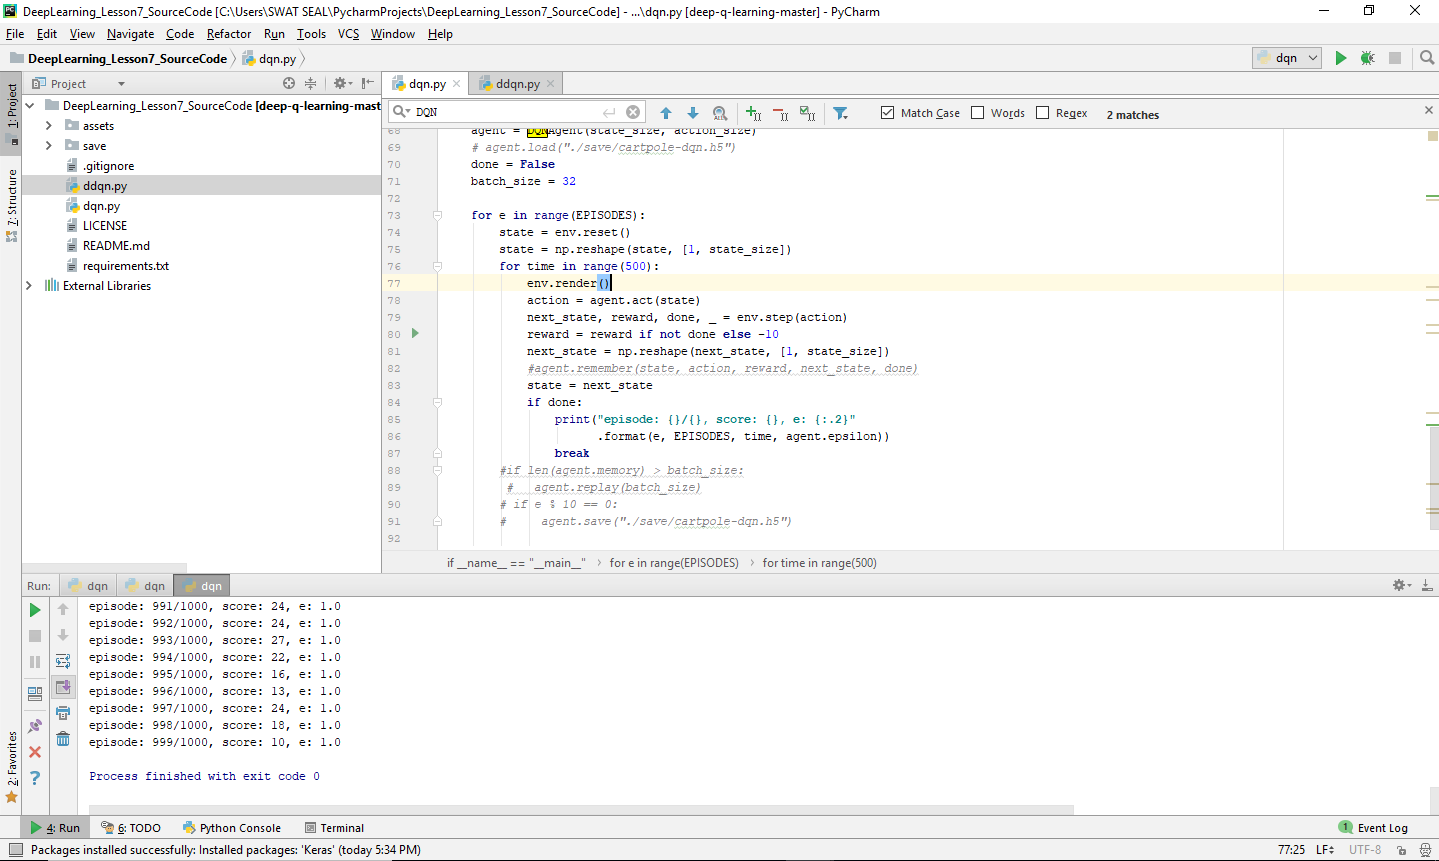 DeepLearning_Lesson7_SourceCode [C:\Users\SWAT SEAL\PycharmProjects\DeepLearning_Lesson7_SourceCode] - ...\dqn.py [deep-q-learning-master] - PyCharm
File Edit View Navigate Code Refactor Run Tools VCS Window Help
DeepLearning_Lesson7_SourceCode dqn.py dqn
1: Project
7: Structure
2: Favorites
Project
DeepLearning_Lesson7_SourceCode [deep-q-learning-mast
assets
save
.gitignore
ddqn.py
dqn.py
LICENSE
README.md
requirements.txt
External Libraries
dqn.py ddqn.py
DQN Match Case Words Regex 2 matches
68 agent = DQNAgent(state_size, action_size)
69 # agent.load("./save/cartpole-dqn.h5")
70 done = False
71 batch_size = 32
72
73 for e in range(EPISODES):
74 state = env.reset()
75 state = np.reshape(state, [1, state_size])
76 for time in range(500):
77 env.render()
78 action = agent.act(state)
79 next_state, reward, done, _ = env.step(action)
80 reward = reward if not done else -10
81 next_state = np.reshape(next_state, [1, state_size])
82 #agent.remember(state, action, reward, next_state, done)
83 state = next_state
84 if done:
85 print("episode: {}/{}, score: {}, e: {:.2}"
86 .format(e, EPISODES, time, agent.epsilon))
87 break
88 #if len(agent.memory) > batch_size:
89 # agent.replay(batch_size)
90 # if e % 10 == 0:
91 # agent.save("./save/cartpole-dqn.h5")
92
if __name__ == "__main__" for e in range(EPISODES) for time in range(500)
Run: dqn dqn dqn
episode: 991/1000, score: 24, e: 1.0
episode: 992/1000, score: 24, e: 1.0
episode: 993/1000, score: 27, e: 1.0
episode: 994/1000, score: 22, e: 1.0
episode: 995/1000, score: 16, e: 1.0
episode: 996/1000, score: 13, e: 1.0
episode: 997/1000, score: 24, e: 1.0
episode: 998/1000, score: 18, e: 1.0
episode: 999/1000, score: 10, e: 1.0
Process finished with exit code 0
4: Run 6: TODO Python Console Terminal 1 Event Log
Packages installed successfully: Installed packages: 'Keras' (today 5:34 PM) 77:25 LF UTF-8